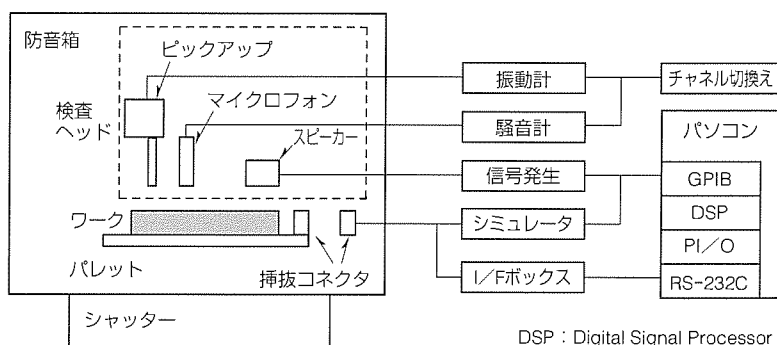 防音箱
ピックアップ
検査
ヘッド
マイクロフォン
スピーカー
ワーク
パレット
挿抜コネクタ
シャッター
振動計
騒音計
信号発生
シミュレータ
I/Fボックス
チャネル切換え
パソコン
GPIB
DSP
PI/O
RS-232C
DSP：Digital Signal Processor